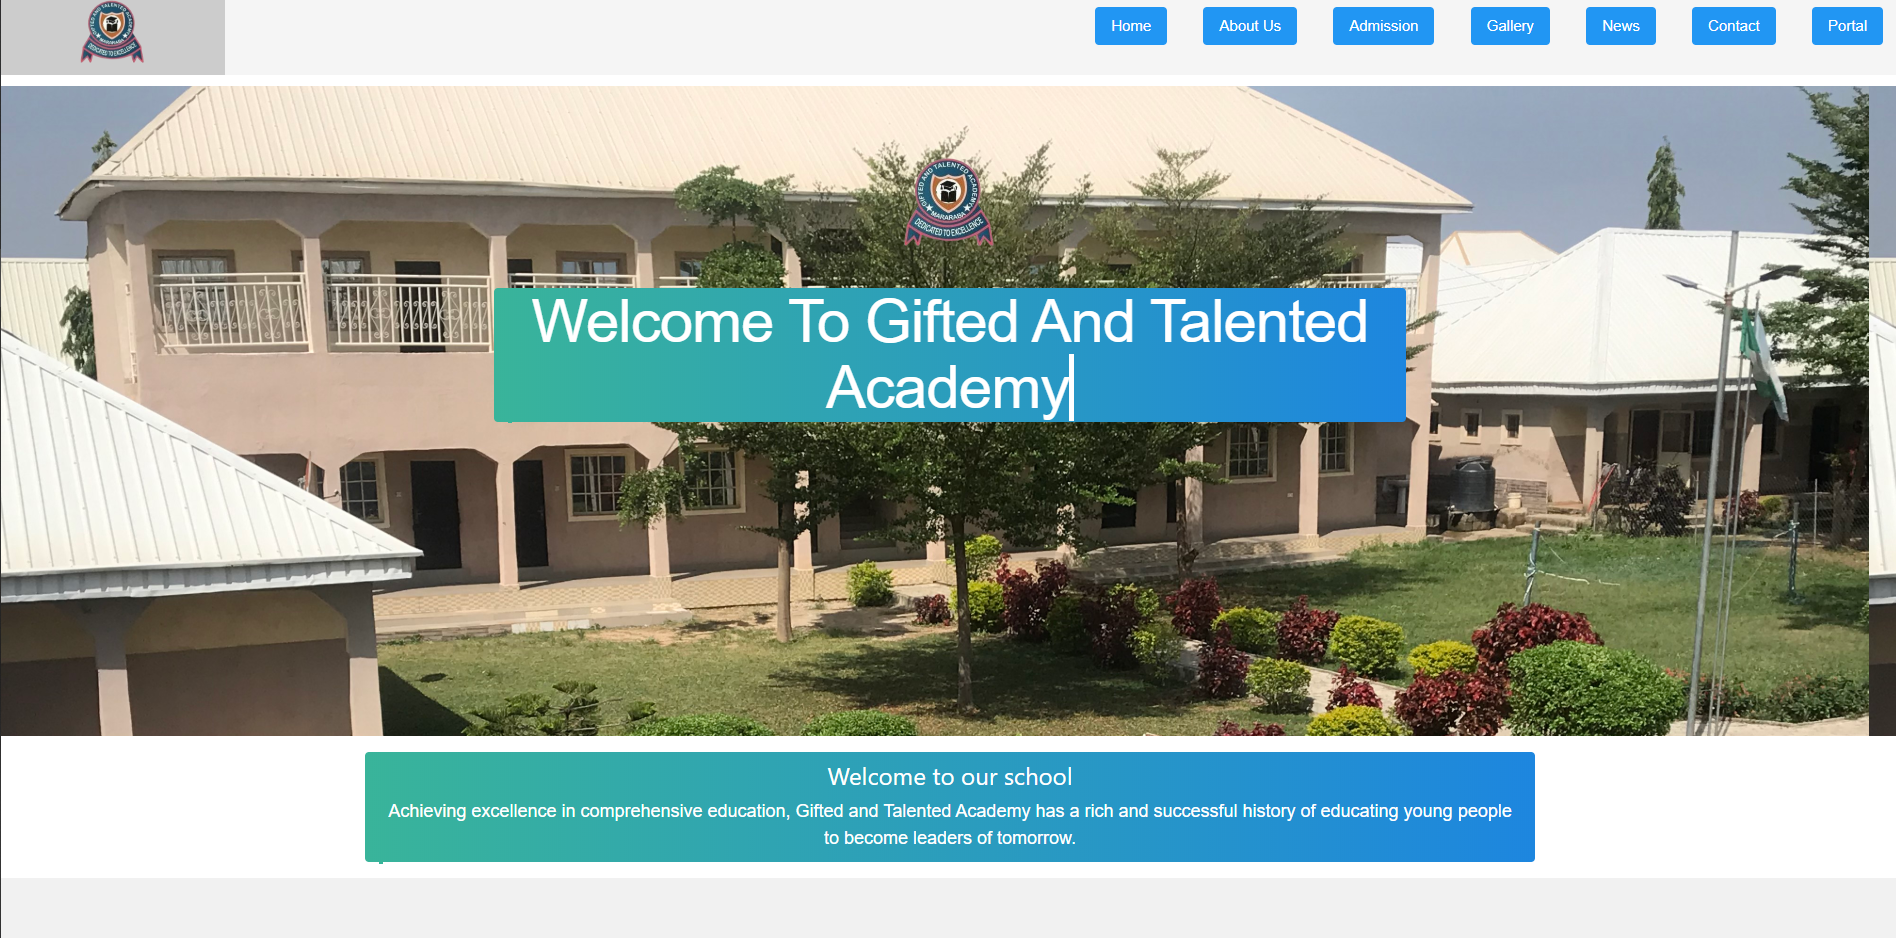 GIFTED AND TALENTED ACADEMY
MARARABA
DEDICATED TO EXCELLENCE
Home
About Us
Admission
Gallery
News
Contact
Portal
GIFTED AND TALENTED ACADEMY
MARARABA
DEDICATED TO EXCELLENCE
Welcome To Gifted And Talented
Academy
Welcome to our school
Achieving excellence in comprehensive education, Gifted and Talented Academy has a rich and successful history of educating young people
to become leaders of tomorrow.